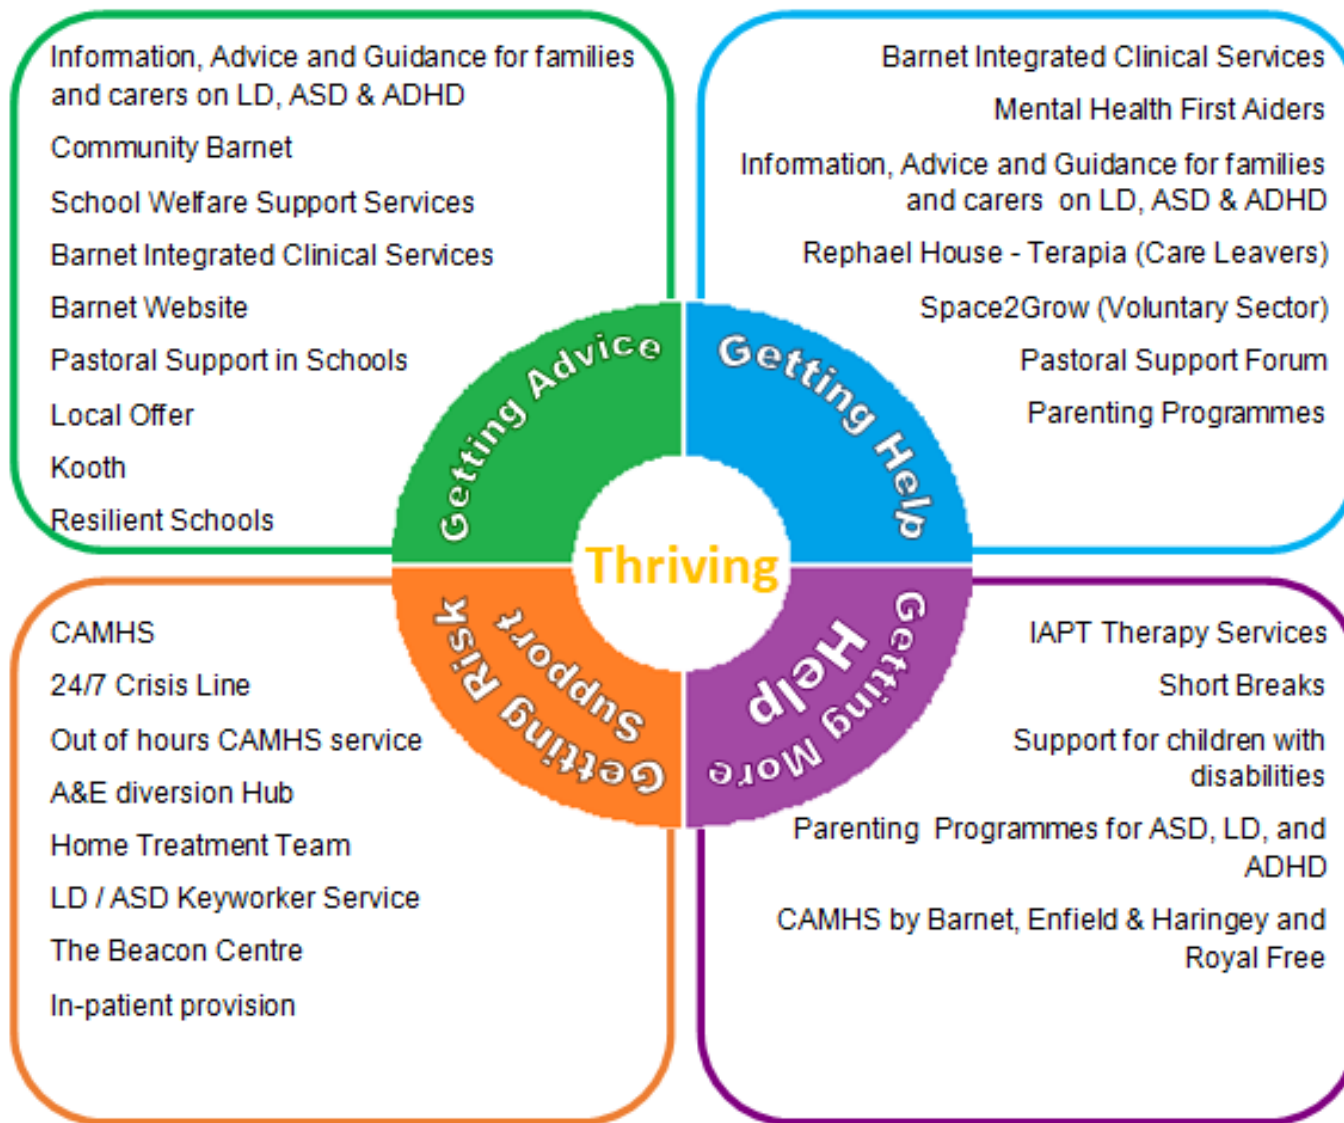 Information, Advice and Guidance for families
and carers on LD, ASD & ADHD
Community Barnet
School Welfare Support Services
Barnet Integrated Clinical Services
Barnet Website
Pastoral Support in Schools
Local Offer
Kooth
Resilient Schools
Barnet Integrated Clinical Services
Mental Health First Aiders
Information, Advice and Guidance for families
and carers on LD, ASD & ADHD
Rephael House - Terapia (Care Leavers)
Space2Grow (Voluntary Sector)
Pastoral Support Forum
Parenting Programmes
Getting Advice
Getting Help
Thriving
Getting Risk
Support
Getting More
Help
CAMHS
24/7 Crisis Line
Out of hours CAMHS service
A&E diversion Hub
Home Treatment Team
LD / ASD Keyworker Service
The Beacon Centre
In-patient provision
IAPT Therapy Services
Short Breaks
Support for children with
disabilities
Parenting Programmes for ASD, LD, and
ADHD
CAMHS by Barnet, Enfield & Haringey and
Royal Free